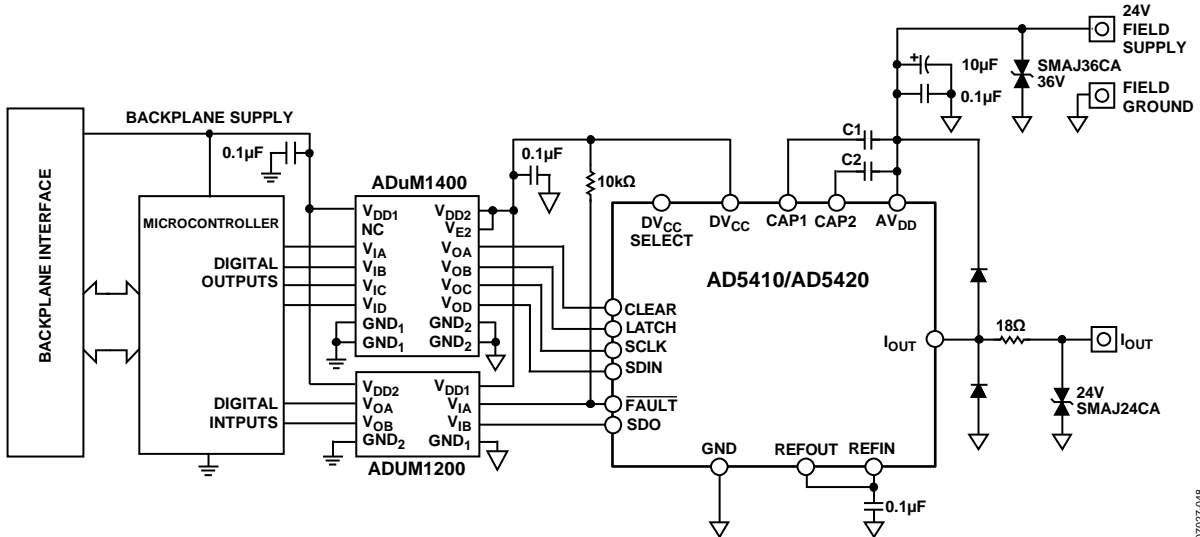 24V
FIELD
SUPPLY
10µF
SMAJ36CA
36V
0.1µF
FIELD
GROUND
BACKPLANE SUPPLY
0.1µF
0.1µF
10kΩ
C1
C2
BACKPLANE INTERFACE
MICROCONTROLLER
DIGITAL
OUTPUTS
DIGITAL
INTPUTS
ADuM1400
VDD1
NC
VIA
VIB
VIC
VID
GND1
GND1
VDD2
VE2
VOA
VOB
VOC
VOD
GND2
GND2
VDD2
VOA
VOB
GND2
VDD1
VIA
VIB
GND1
ADUM1200
DVCC
SELECT
DVCC
CAP1
CAP2
AVDD
AD5410/AD5420
CLEAR
LATCH
SCLK
SDIN
FAULT
SDO
IOUT
18Ω
IOUT
24V
SMAJ24CA
GND
REFOUT
REFIN
0.1µF
07027-048